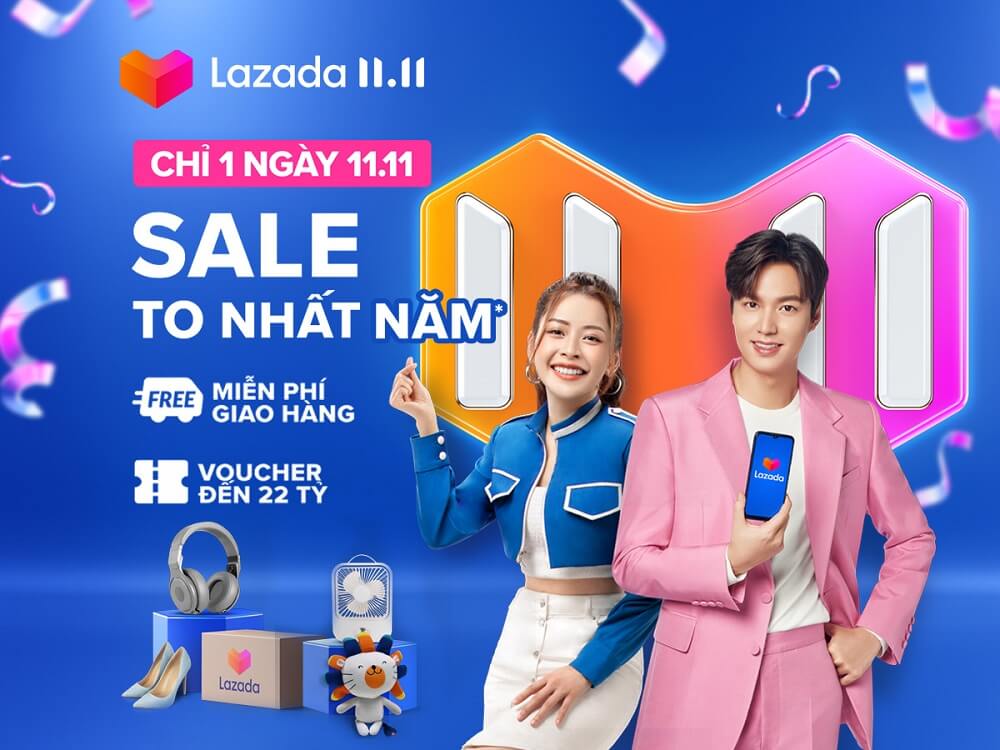 Lazada 11.11
CHỈ 1 NGÀY 11.11
SALE
TO NHẤT NĂM*
FREE
MIỄN PHÍ
GIAO HÀNG
VOUCHER
ĐẾN 22 TỶ
Lazada
Lazada